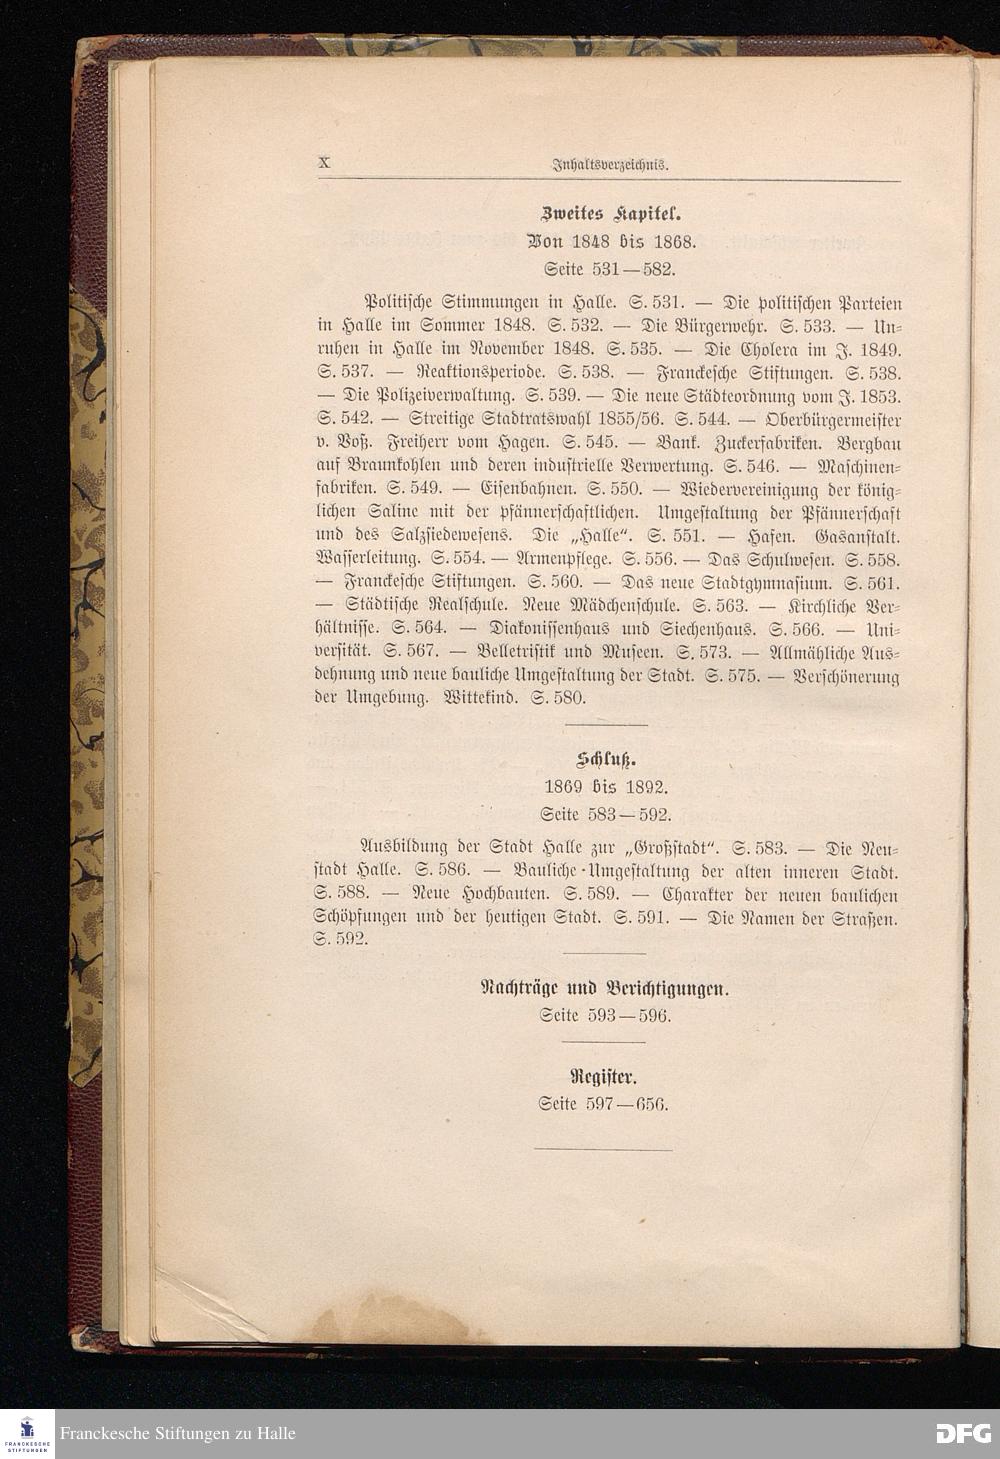 X
Inhaltsverzeichnis.
Zweites Kapitel.
Von 1848 bis 1868.
Seite 531—582.
Politische Stimmungen in Halle. S. 531. — Die politischen Parteien
in Halle im Sommer 1848. S. 532. — Die Bürgerwehr. S. 533. — Un-
ruhen in Halle im November 1848. S. 535. — Die Cholera im J. 1849.
S. 537. — Reaktionsperiode. S. 538. — Franckesche Stiftungen. S. 538.
— Die Polizeiverwaltung. S. 539. — Die neue Städteordnung vom J. 1853.
S. 542. — Streitige Stadtratswahl 1855/56. S. 544. — Oberbürgermeister
v. Voß. Freiherr vom Hagen. S. 545. — Bank. Zuckerfabriken. Bergbau
auf Braunkohlen und deren industrielle Verwertung. S. 546. — Maschinen-
fabriken. S. 549. — Eisenbahnen. S. 550. — Wiedervereinigung der könig-
lichen Saline mit der pfännerschaftlichen. Umgestaltung der Pfännerschaft
und des Salzsiedewesens. Die „Halle“. S. 551. — Hafen. Gasanstalt.
Wasserleitung. S. 554. — Armenpflege. S. 556. — Das Schulwesen. S. 558.
— Franckesche Stiftungen. S. 560. — Das neue Stadtgymnasium. S. 561.
— Städtische Realschule. Neue Mädchenschule. S. 563. — Kirchliche Ver-
hältnisse. S. 564. — Diakonissenhaus und Siechenhaus. S. 566. — Uni-
versität. S. 567. — Belletristik und Museen. S. 573. — Allmähliche Aus-
dehnung und neue bauliche Umgestaltung der Stadt. S. 575. — Verschönerung
der Umgebung. Wittekind. S. 580.
Schluß.
1869 bis 1892.
Seite 583—592.
Ausbildung der Stadt Halle zur „Großstadt“. S. 583. — Die Neu-
stadt Halle. S. 586. — Bauliche Umgestaltung der alten inneren Stadt.
S. 588. — Neue Hochbauten. S. 589. — Charakter der neuen baulichen
Schöpfungen und der heutigen Stadt. S. 591. — Die Namen der Straßen.
S. 592.
Nachträge und Berichtigungen.
Seite 593—596.
Register.
Seite 597—656.
FRANCKESCHE
STIFTUNGEN
Franckesche Stiftungen zu Halle
DFG